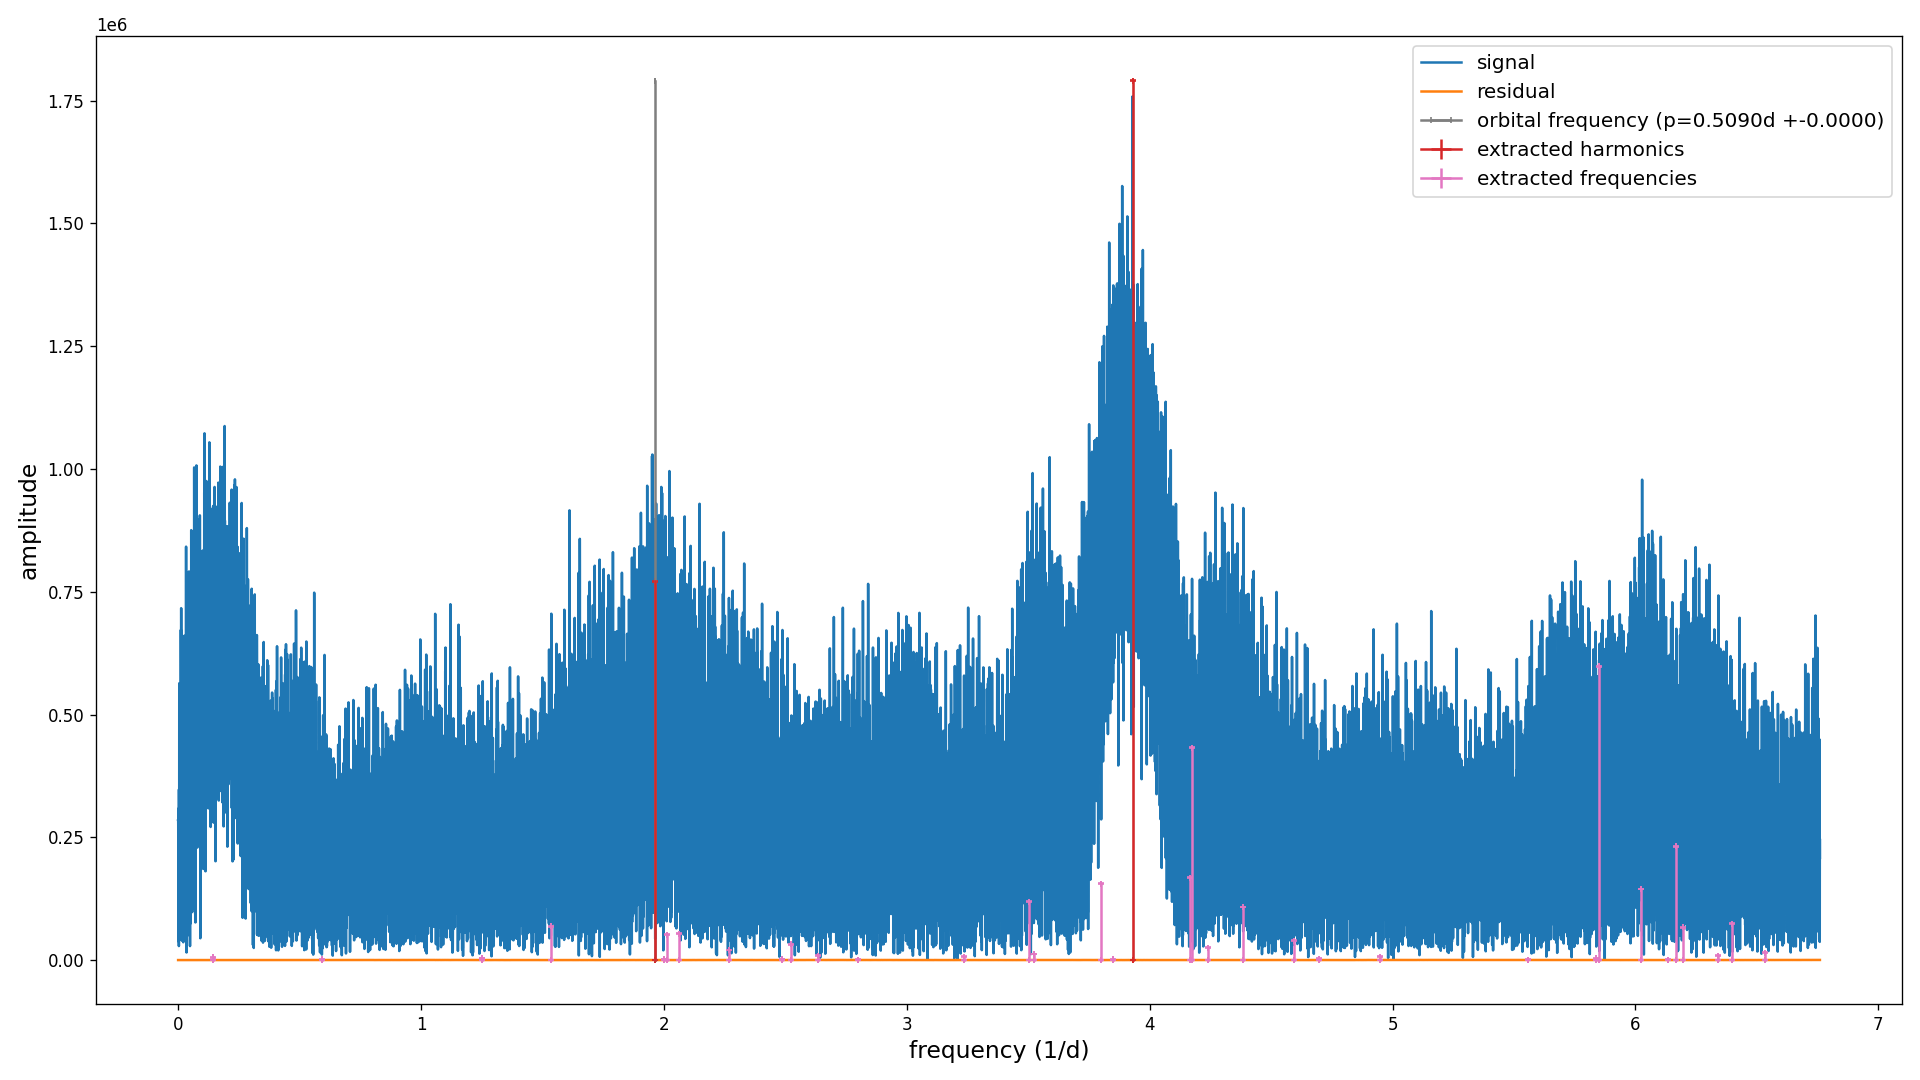 1e6
signal
residual
orbital frequency (p=0.5090d +-0.0000)
extracted harmonics
extracted frequencies
1.75
1.50
1.25
1.00
0.75
0.50
0.25
0.00
amplitude
0 1 2 3 4 5 6 7
frequency (1/d)